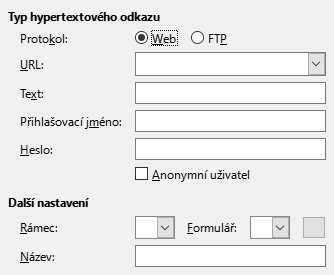 Typ hypertextového odkazu
Protokol: Web FTP
URL:
Text:
Přihlašovací jméno:
Heslo:
Anonymní uživatel
Další nastavení
Rámec: Formulář:
Název: